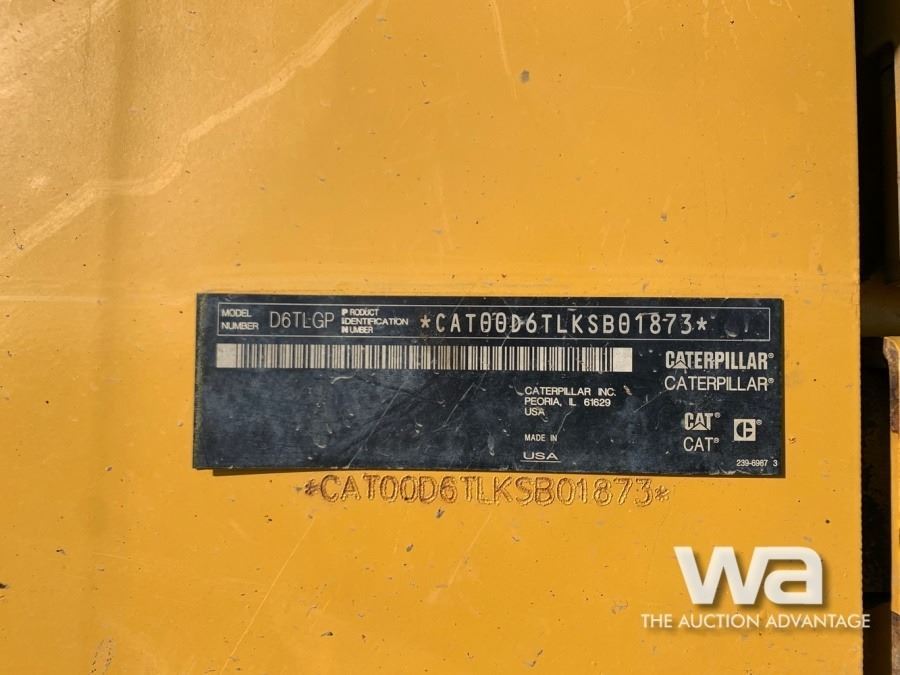 MODEL NUMBER D6TLGP PRODUCT IDENTIFICATION NUMBER *CAT00D6TLKSB01873*
CATERPILLAR®
CATERPILLAR®
CATERPILLAR INC.
PEORIA, IL 61629
USA
CAT®
CAT®
MADE IN
USA
239-6967 3
*CAT00D6TLKSB01873*
wa
THE AUCTION ADVANTAGE